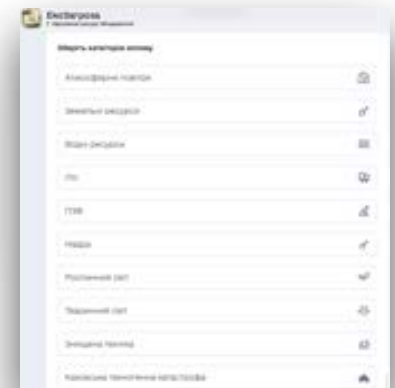 ЕкоЗагроза
Оберіть категорію впливу
Атмосферне повітря
Земельні ресурси
Водні ресурси
Ліс
ПЗФ
Надра
Рослинний світ
Тваринний світ
Знищена техніка
Каховська техногенна катастрофа